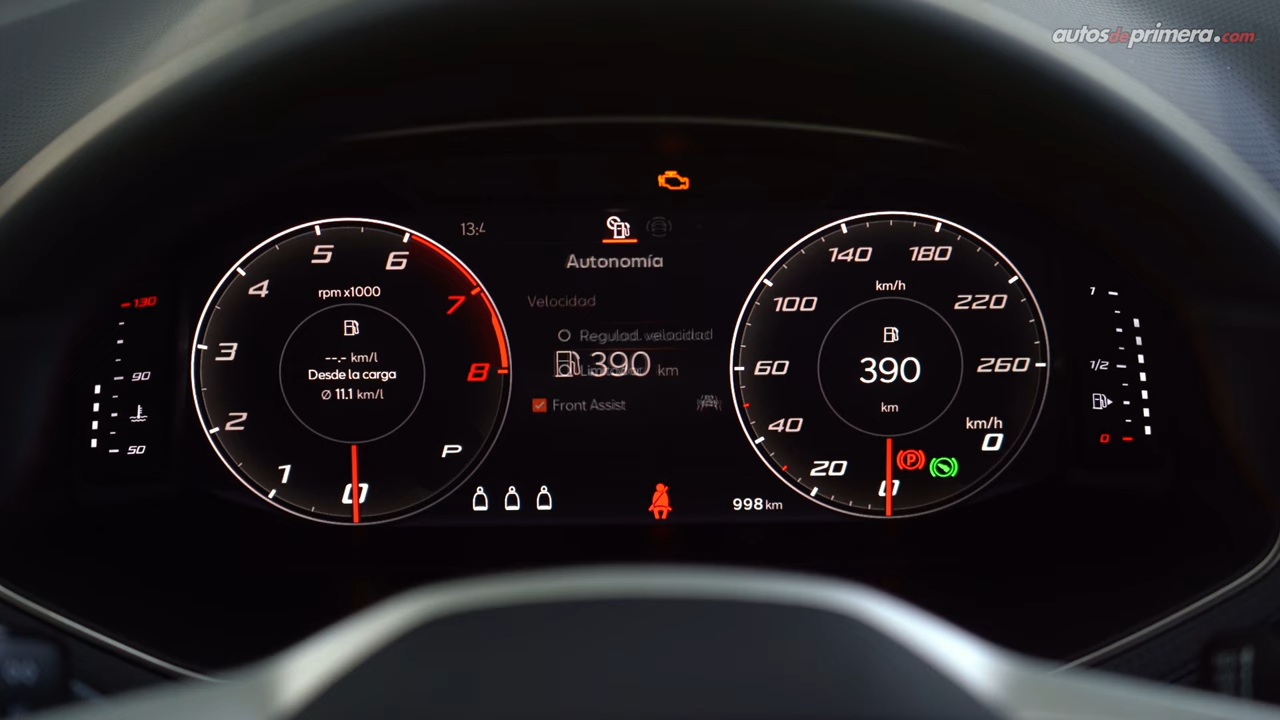 autosdeprimera.com
13:4
Autonomía
Velocidad
Regulad. velocidad
390 km
Front Assist
5
6
4
7
3
8
2
1
0
rpm x1000
--.- km/l
Desde la carga
Ø 11.1 km/l
P
130
90
50
140
180
100
220
60
260
40
20
0
km/h
390
km
km/h
0
P
998 km
1
1/2
0